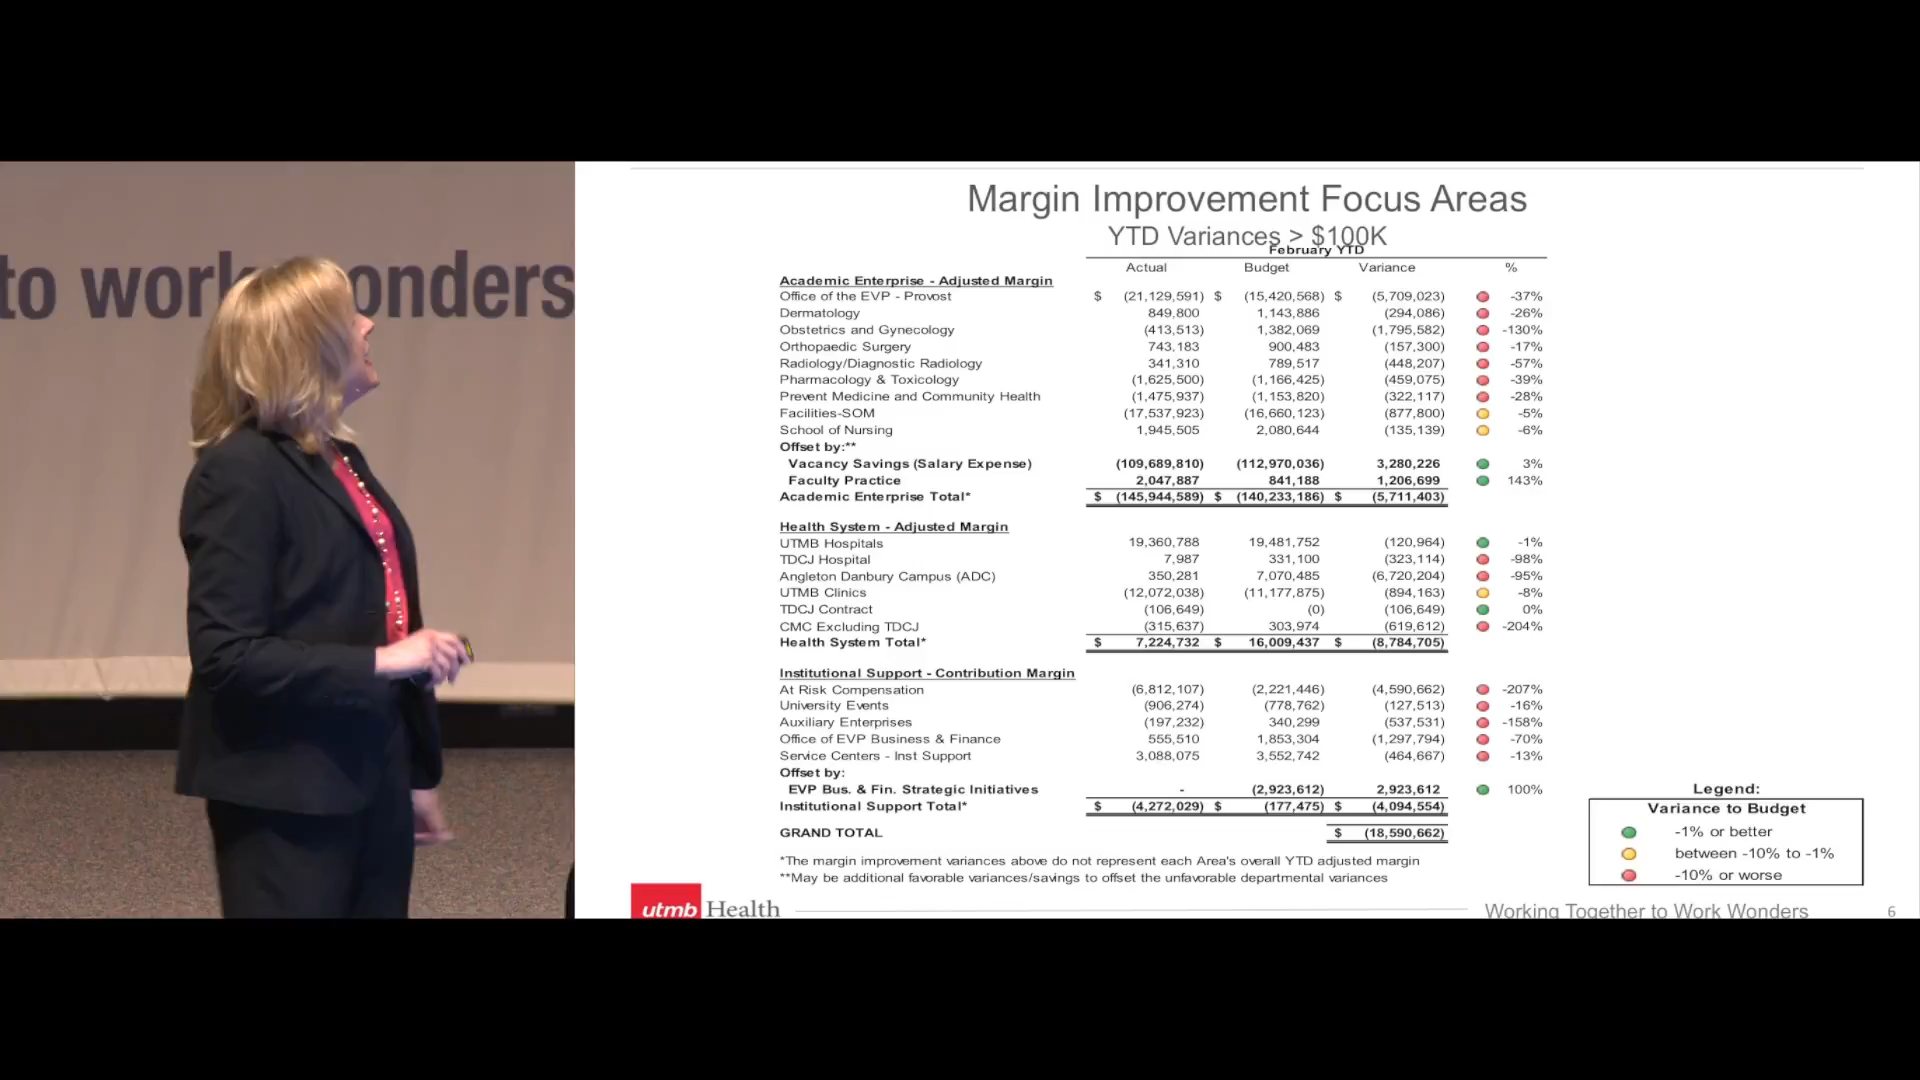 to work wonders
Margin Improvement Focus Areas
YTD Variances > $100K
February YTD
Actual Budget Variance %
Academic Enterprise - Adjusted Margin
Office of the EVP - Provost $ (21,129,591) $ (15,420,568) $ (5,709,023) -37%
Dermatology 849,800 1,143,886 (294,086) -26%
Obstetrics and Gynecology (413,513) 1,382,069 (1,795,582) -130%
Orthopaedic Surgery 743,183 900,483 (157,300) -17%
Radiology/Diagnostic Radiology 341,310 789,517 (448,207) -57%
Pharmacology & Toxicology (1,625,500) (1,166,425) (459,075) -39%
Prevent Medicine and Community Health (1,475,937) (1,153,820) (322,117) -28%
Facilities-SOM (17,537,923) (16,660,123) (877,800) -5%
School of Nursing 1,945,505 2,080,644 (135,139) -6%
Offset by:**
Vacancy Savings (Salary Expense) (109,689,810) (112,970,036) 3,280,226 3%
Faculty Practice 2,047,887 841,188 1,206,699 143%
Academic Enterprise Total* $ (145,944,589) $ (140,233,186) $ (5,711,403)
Health System - Adjusted Margin
UTMB Hospitals 19,360,788 19,481,752 (120,964) -1%
TDCJ Hospital 7,987 331,100 (323,114) -98%
Angleton Danbury Campus (ADC) 350,281 7,070,485 (6,720,204) -95%
UTMB Clinics (12,072,038) (11,177,875) (894,163) -8%
TDCJ Contract (106,649) (0) (106,649) 0%
CMC Excluding TDCJ (315,637) 303,974 (619,612) -204%
Health System Total* $ 7,224,732 $ 16,009,437 $ (8,784,705)
Institutional Support - Contribution Margin
At Risk Compensation (6,812,107) (2,221,446) (4,590,662) -207%
University Events (906,274) (778,762) (127,513) -16%
Auxiliary Enterprises (197,232) 340,299 (537,531) -158%
Office of EVP Business & Finance 555,510 1,853,304 (1,297,794) -70%
Service Centers - Inst Support 3,088,075 3,552,742 (464,667) -13%
Offset by:
EVP Bus. & Fin. Strategic Initiatives - (2,923,612) 2,923,612 100%
Institutional Support Total* $ (4,272,029) $ (177,475) $ (4,094,554)
GRAND TOTAL $ (18,590,662)
*The margin improvement variances above do not represent each Area's overall YTD adjusted margin
**May be additional favorable variances/savings to offset the unfavorable departmental variances
Legend:
Variance to Budget
-1% or better
between -10% to -1%
-10% or worse
utmb Health
Working Together to Work Wonders 6